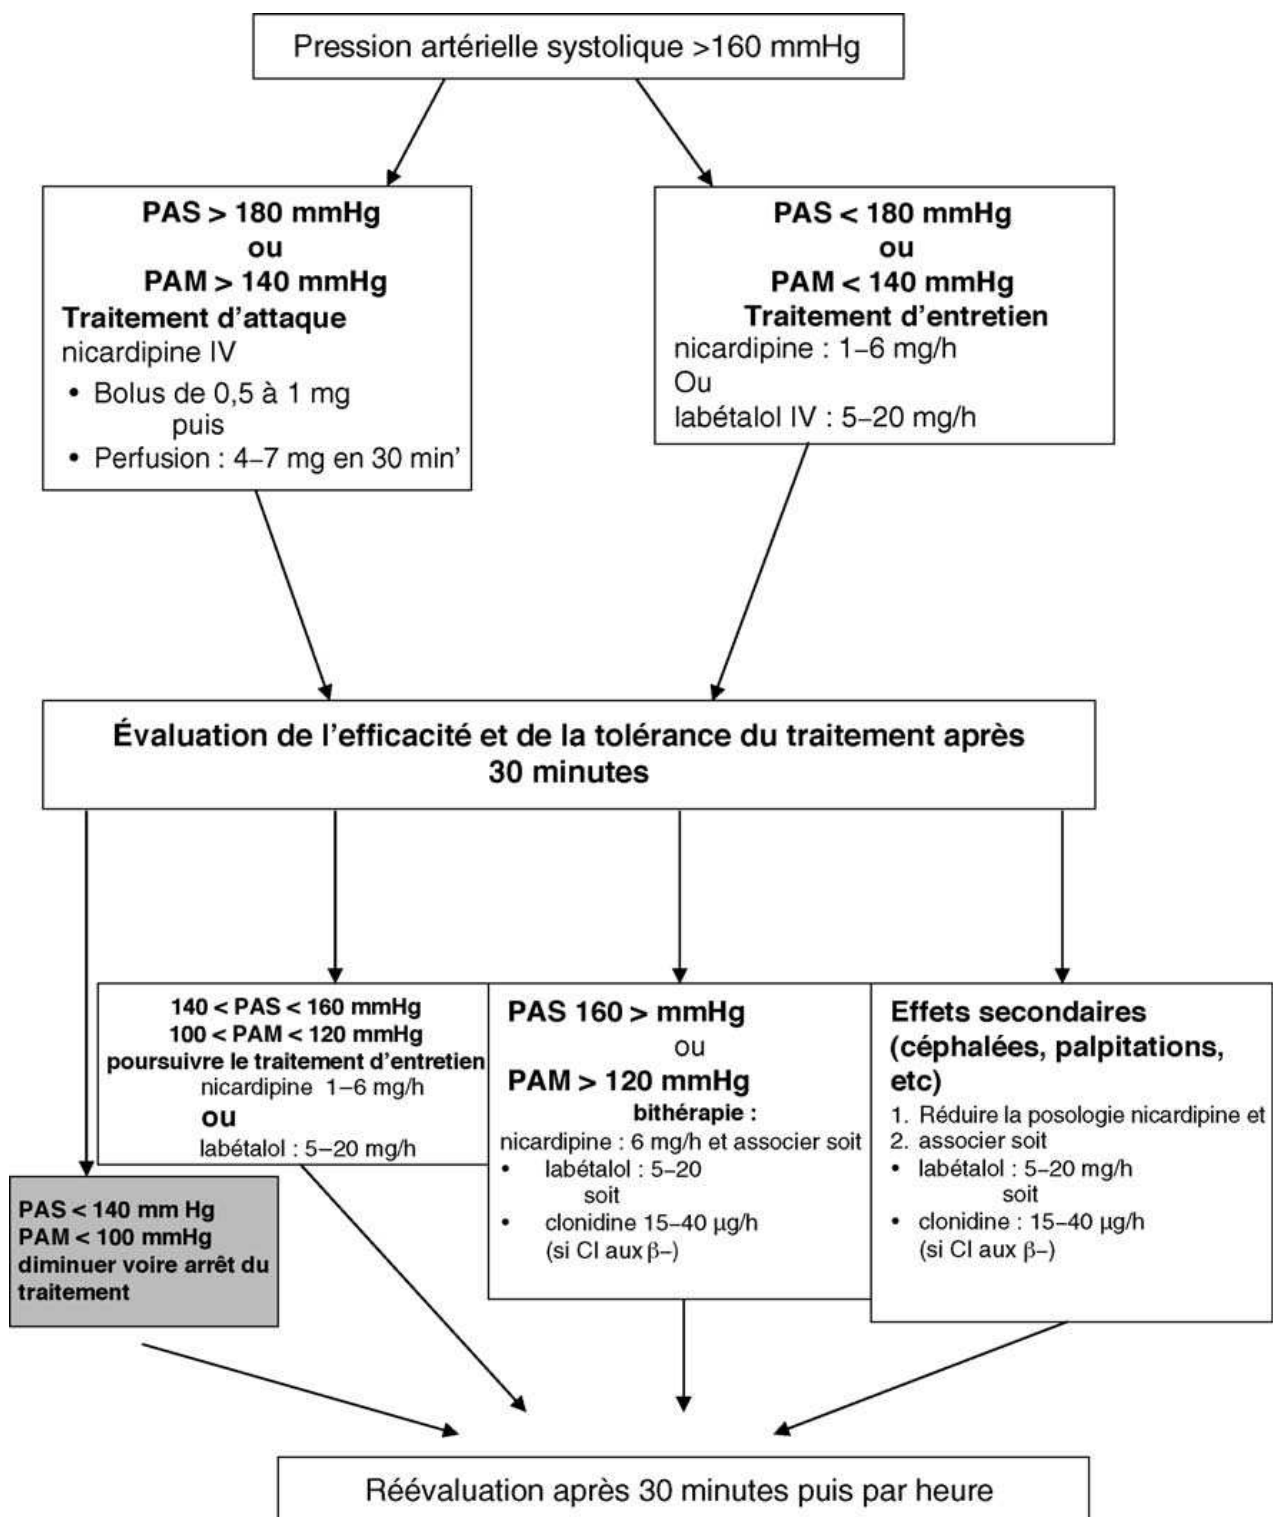 Pression artérielle systolique >160 mmHg
PAS > 180 mmHg
ou
PAM > 140 mmHg
Traitement d’attaque
nicardipine IV
• Bolus de 0,5 à 1 mg
puis
• Perfusion : 4–7 mg en 30 min’
PAS < 180 mmHg
ou
PAM < 140 mmHg
Traitement d’entretien
nicardipine : 1–6 mg/h
Ou
labétalol IV : 5–20 mg/h
Évaluation de l’efficacité et de la tolérance du traitement après
30 minutes
PAS < 140 mm Hg
PAM < 100 mmHg
diminuer voire arrêt du
traitement
140 < PAS < 160 mmHg
100 < PAM < 120 mmHg
poursuivre le traitement d’entretien
nicardipine 1–6 mg/h
ou
labétalol : 5–20 mg/h
PAS 160 > mmHg
ou
PAM > 120 mmHg
bithérapie :
nicardipine : 6 mg/h et associer soit
• labétalol : 5–20
soit
• clonidine 15–40 µg/h
(si CI aux β–)
Effets secondaires
(céphalées, palpitations,
etc)
1. Réduire la posologie nicardipine et
2. associer soit
• labétalol : 5–20 mg/h
soit
• clonidine : 15–40 µg/h
(si CI aux β–)
Réévaluation après 30 minutes puis par heure